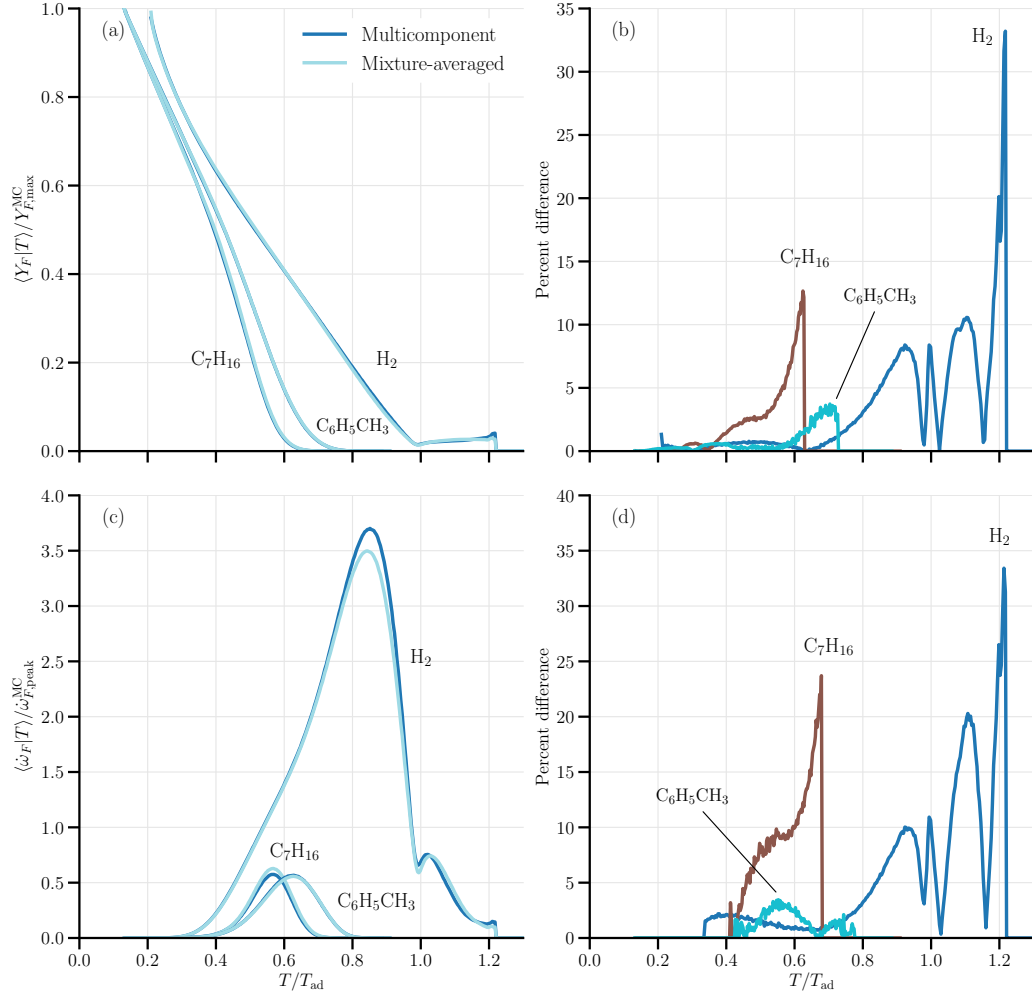 (a)
Multicomponent
Mixture-averaged
C₇H₁₆
C₆H₅CH₃
H₂
⟨Y_F|T⟩/Y^MC_F,max
1.0
0.8
0.6
0.4
0.2
0.0
(b)
H₂
C₇H₁₆
C₆H₅CH₃
Percent difference
35
30
25
20
15
10
5
0
(c)
H₂
C₇H₁₆
C₆H₅CH₃
⟨ω̇_F|T⟩/ω̇^MC_F,peak
4.0
3.5
3.0
2.5
2.0
1.5
1.0
0.5
0.0
0.0 0.2 0.4 0.6 0.8 1.0 1.2
T/T_ad
(d)
H₂
C₇H₁₆
C₆H₅CH₃
Percent difference
40
35
30
25
20
15
10
5
0
0.0 0.2 0.4 0.6 0.8 1.0 1.2
T/T_ad